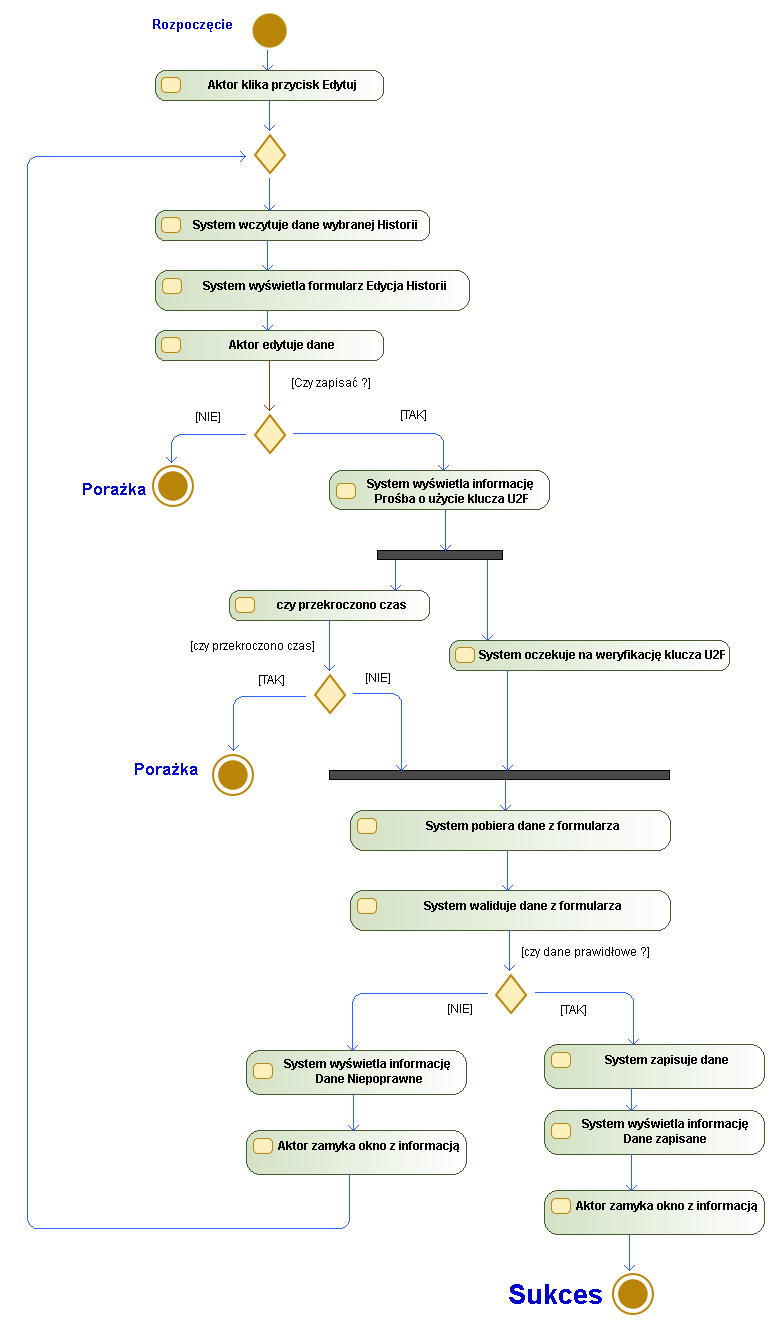 Rozpoczęcie
Aktor klika przycisk Edytuj
System wczytuje dane wybranej Historii
System wyświetla formularz Edycja Historii
Aktor edytuje dane
[Czy zapisać ?]
[NIE]
[TAK]
Porażka
System wyświetla informację
Prośba o użycie klucza U2F
czy przekroczono czas
[czy przekroczono czas]
System oczekuje na weryfikację klucza U2F
[TAK]
[NIE]
Porażka
System pobiera dane z formularza
System waliduje dane z formularza
[czy dane prawidłowe ?]
[NIE]
[TAK]
System wyświetla informację
Dane Niepoprawne
System zapisuje dane
System wyświetla informację
Dane zapisane
Aktor zamyka okno z informacją
Aktor zamyka okno z informacją
Sukces